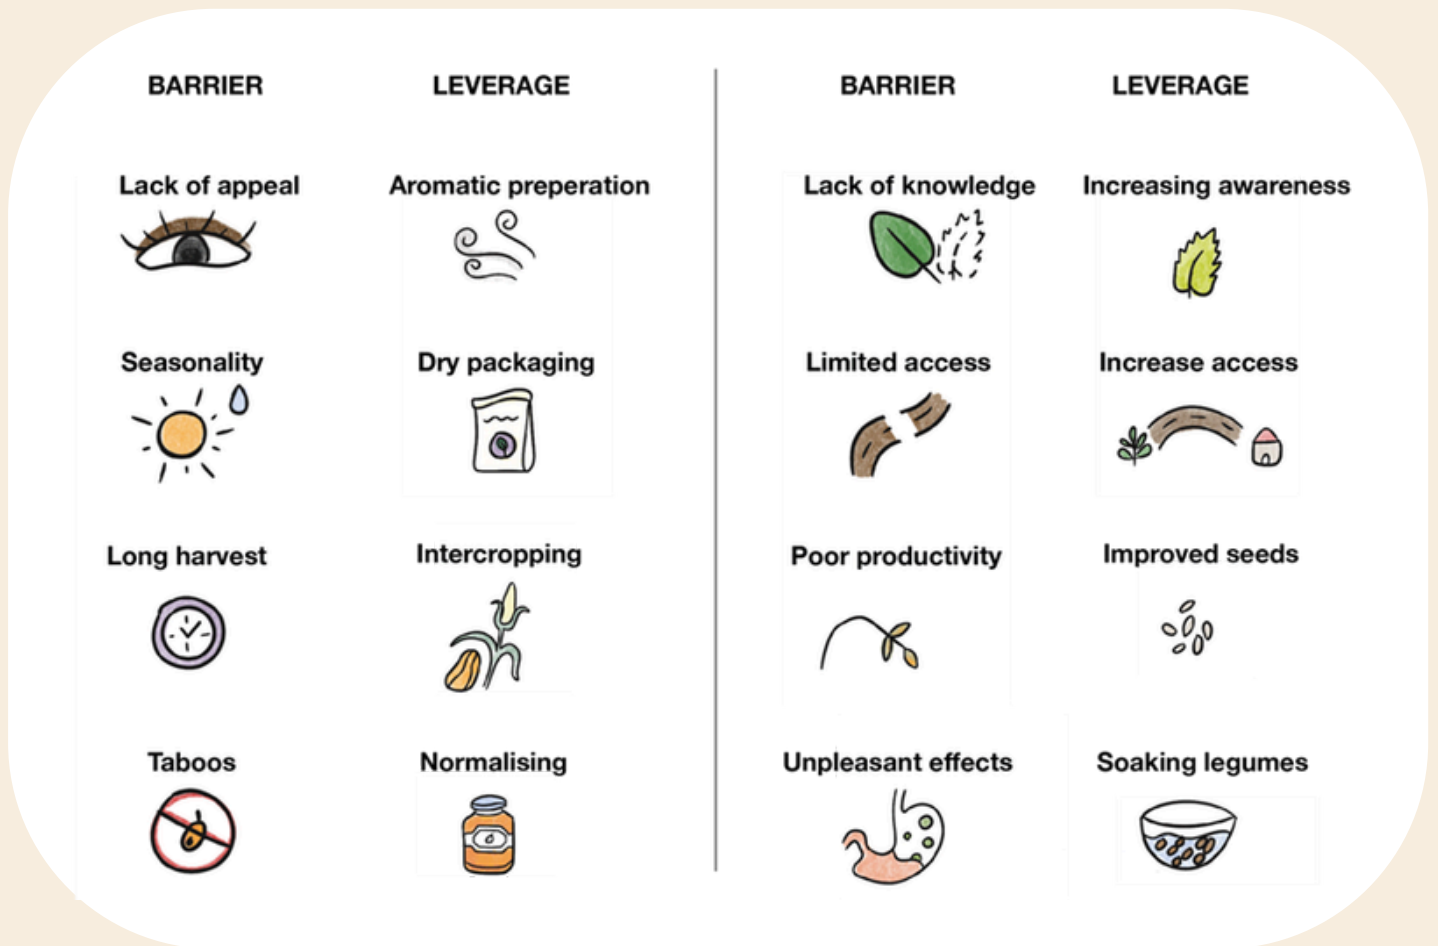 BARRIER
LEVERAGE
Lack of appeal
Aromatic preperation
Seasonality
Dry packaging
Long harvest
Intercropping
Taboos
Normalising
BARRIER
LEVERAGE
Lack of knowledge
Increasing awareness
Limited access
Increase access
Poor productivity
Improved seeds
Unpleasant effects
Soaking legumes